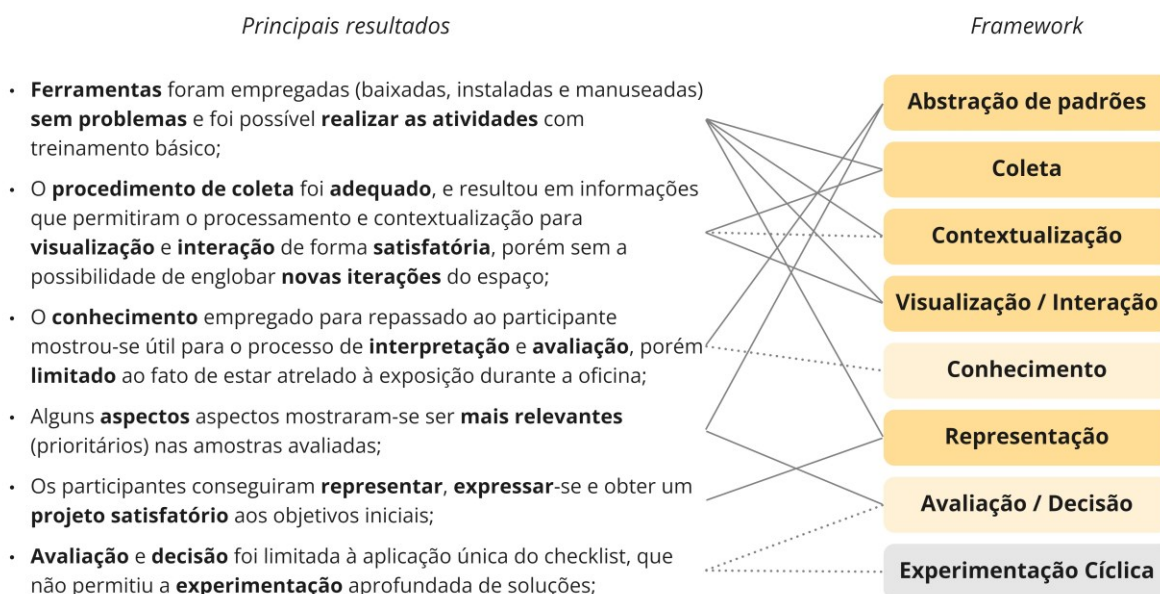 Principais resultados
Framework
• Ferramentas foram empregadas (baixadas, instaladas e manuseadas)
sem problemas e foi possível realizar as atividades com
treinamento básico;
• O procedimento de coleta foi adequado, e resultou em informações
que permitiram o processamento e contextualização para
visualização e interação de forma satisfatória, porém sem a
possibilidade de englobar novas iterações do espaço;
• O conhecimento empregado para repassado ao participante
mostrou-se útil para o processo de interpretação e avaliação, porém
limitado ao fato de estar atrelado à exposição durante a oficina;
• Alguns aspectos aspectos mostraram-se ser mais relevantes
(prioritários) nas amostras avaliadas;
• Os participantes conseguiram representar, expressar-se e obter um
projeto satisfatório aos objetivos iniciais;
• Avaliação e decisão foi limitada à aplicação única do checklist, que
não permitiu a experimentação aprofundada de soluções;
Abstração de padrões
Coleta
Contextualização
Visualização / Interação
Conhecimento
Representação
Avaliação / Decisão
Experimentação Cíclica